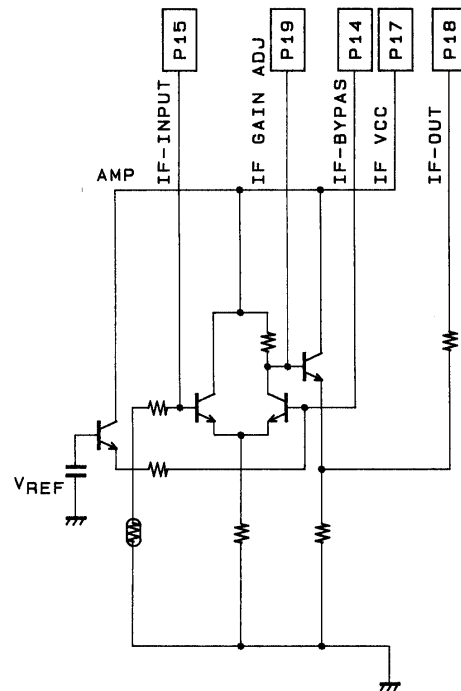 P15
P19
P14
P17
P18
IF-INPUT
IF GAIN ADJ
IF-BYPAS
IF VCC
IF-OUT
AMP
VREF